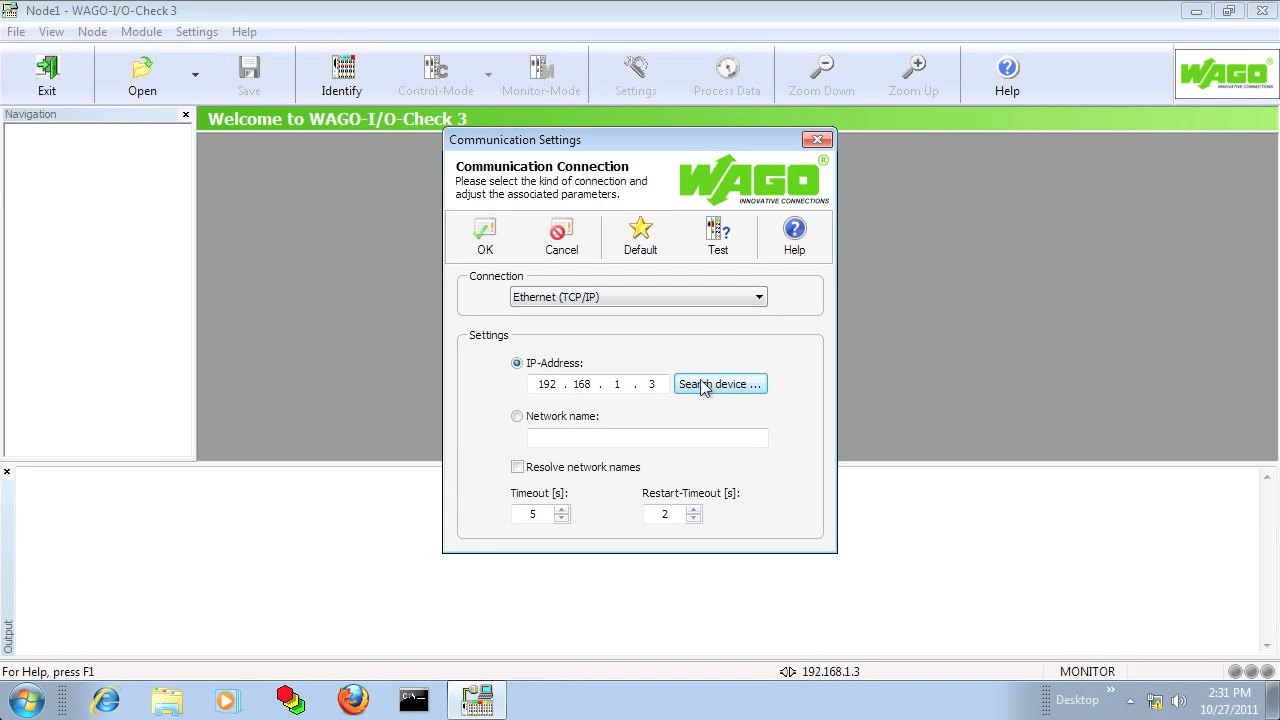 Node1 - WAGO-I/O-Check 3
File View Node Module Settings Help
Exit Open Save Identify Control-Mode Settings Process Data Zoom Down Zoom Up Help
WAGO®
INNOVATIVE CONNECTIONS
Navigation
Welcome to WAGO-I/O-Check 3
Communication Settings
Communication Connection
Please select the kind of connection and
adjust the associated parameters.
WAGO®
INNOVATIVE CONNECTIONS
OK Cancel Default Test Help
Connection
Ethernet (TCP/IP)
Settings
IP-Address:
192 . 168 . 1 . 3 Search device ...
Network name:
Resolve network names
Timeout [s]: Restart-Timeout [s]:
5 2
Output
For Help, press F1 192.168.1.3 MONITOR
Desktop
2:31 PM
10/27/2011